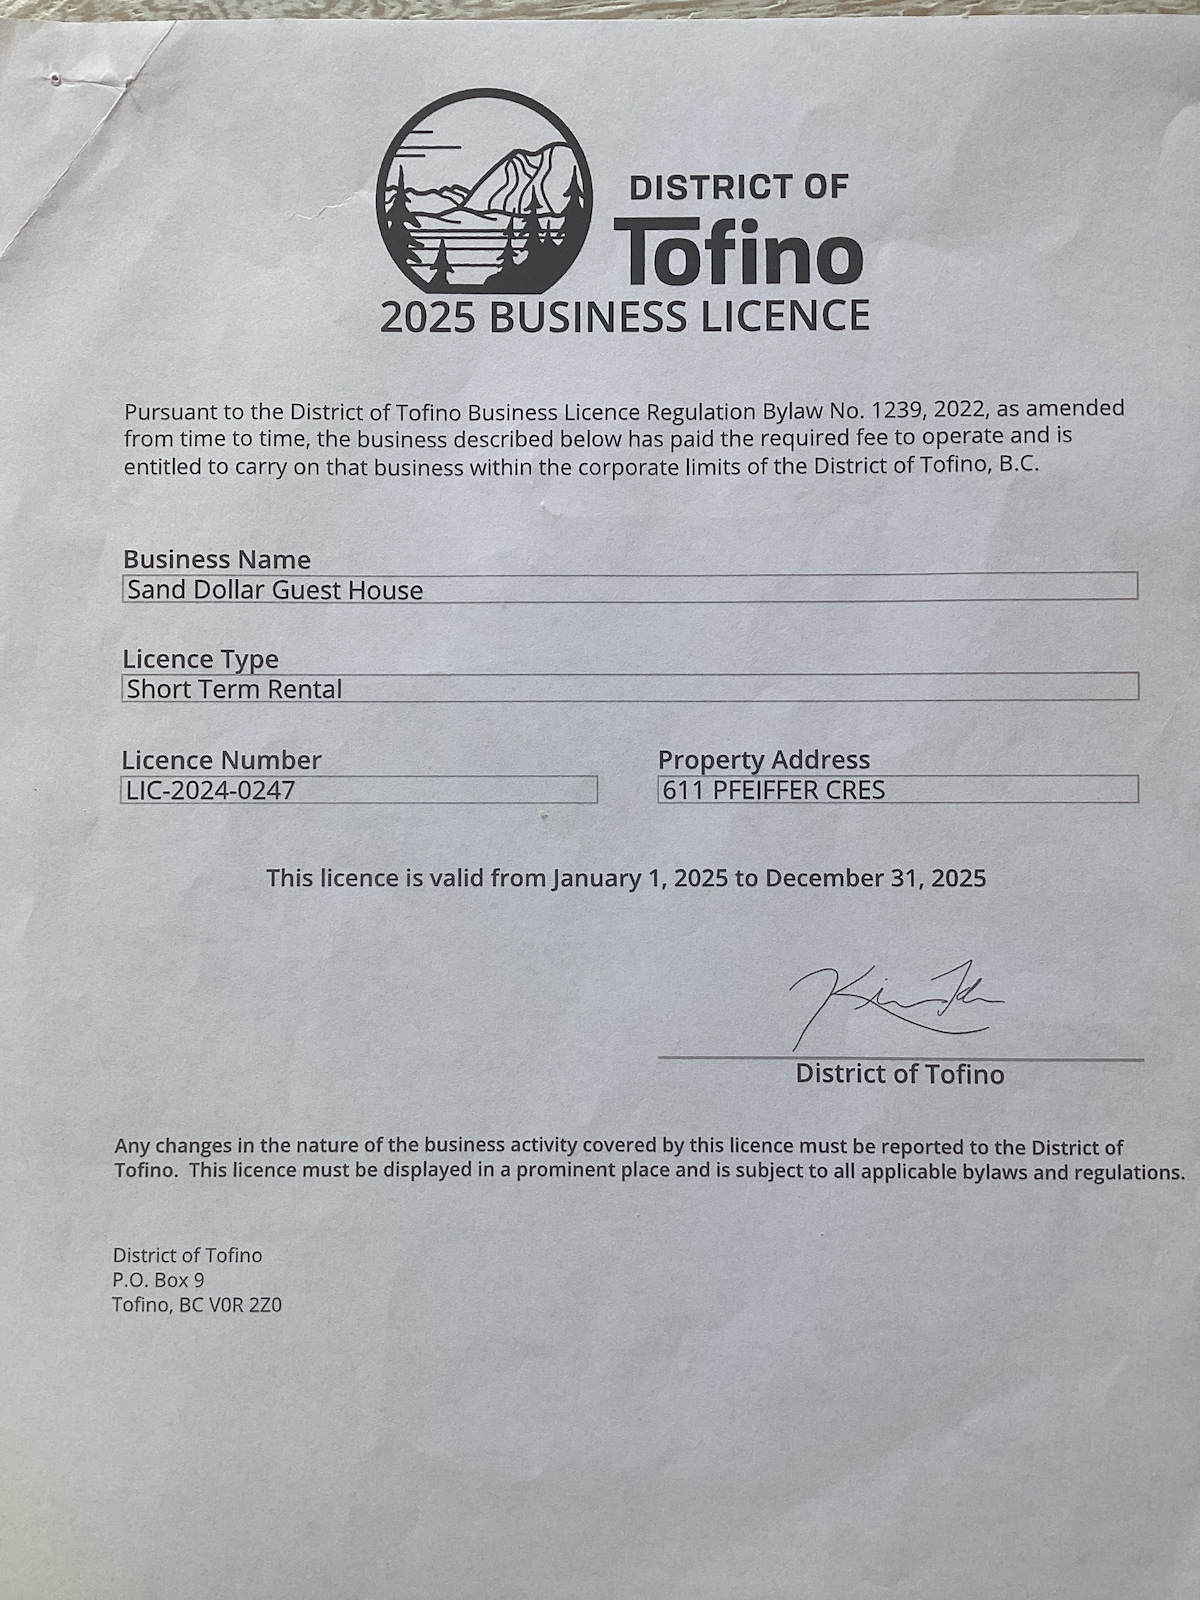 DISTRICT OF
Tofino
2025 BUSINESS LICENCE
Pursuant to the District of Tofino Business Licence Regulation Bylaw No. 1239, 2022, as amended
from time to time, the business described below has paid the required fee to operate and is
entitled to carry on that business within the corporate limits of the District of Tofino, B.C.
Business Name
Sand Dollar Guest House
Licence Type
Short Term Rental
Licence Number
LIC-2024-0247
Property Address
611 PFEIFFER CRES
This licence is valid from January 1, 2025 to December 31, 2025
District of Tofino
Any changes in the nature of the business activity covered by this licence must be reported to the District of
Tofino. This licence must be displayed in a prominent place and is subject to all applicable bylaws and regulations.
District of Tofino
P.O. Box 9
Tofino, BC V0R 2Z0